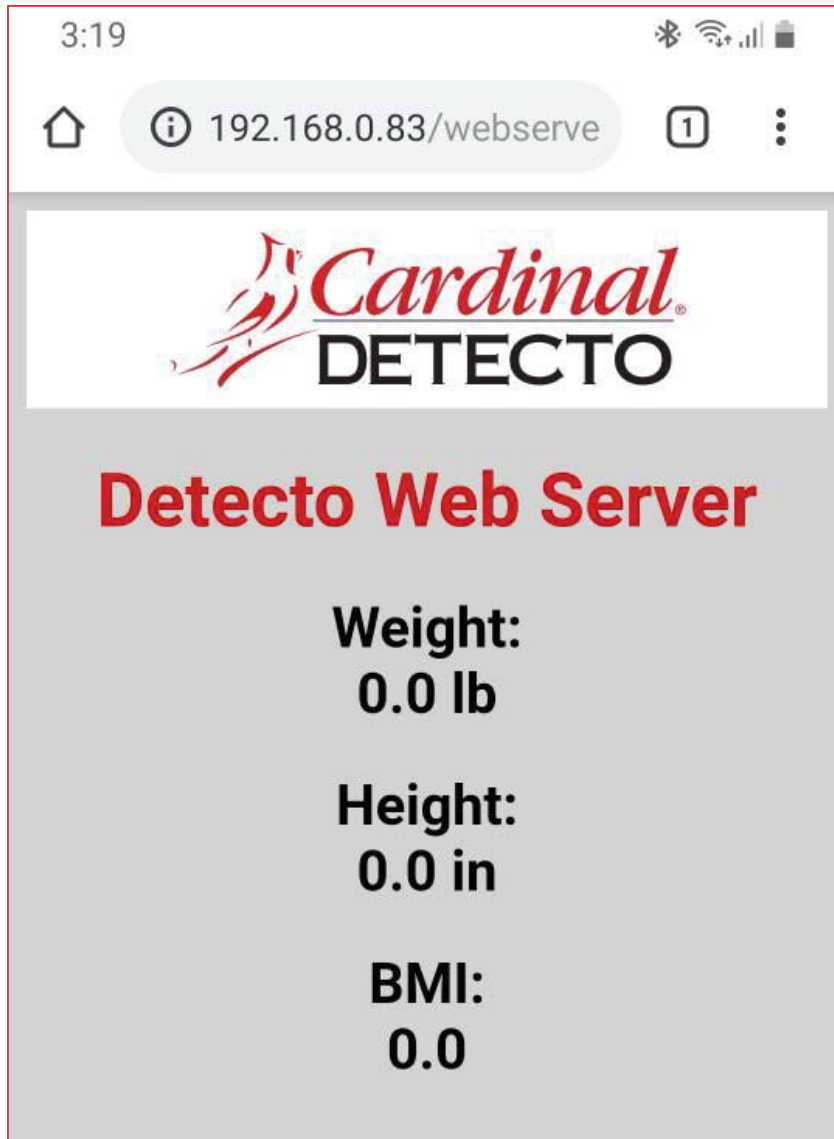 3:19
192.168.0.83/webserve
1
Cardinal®
DETECTO
Detecto Web Server
Weight:
0.0 lb
Height:
0.0 in
BMI:
0.0